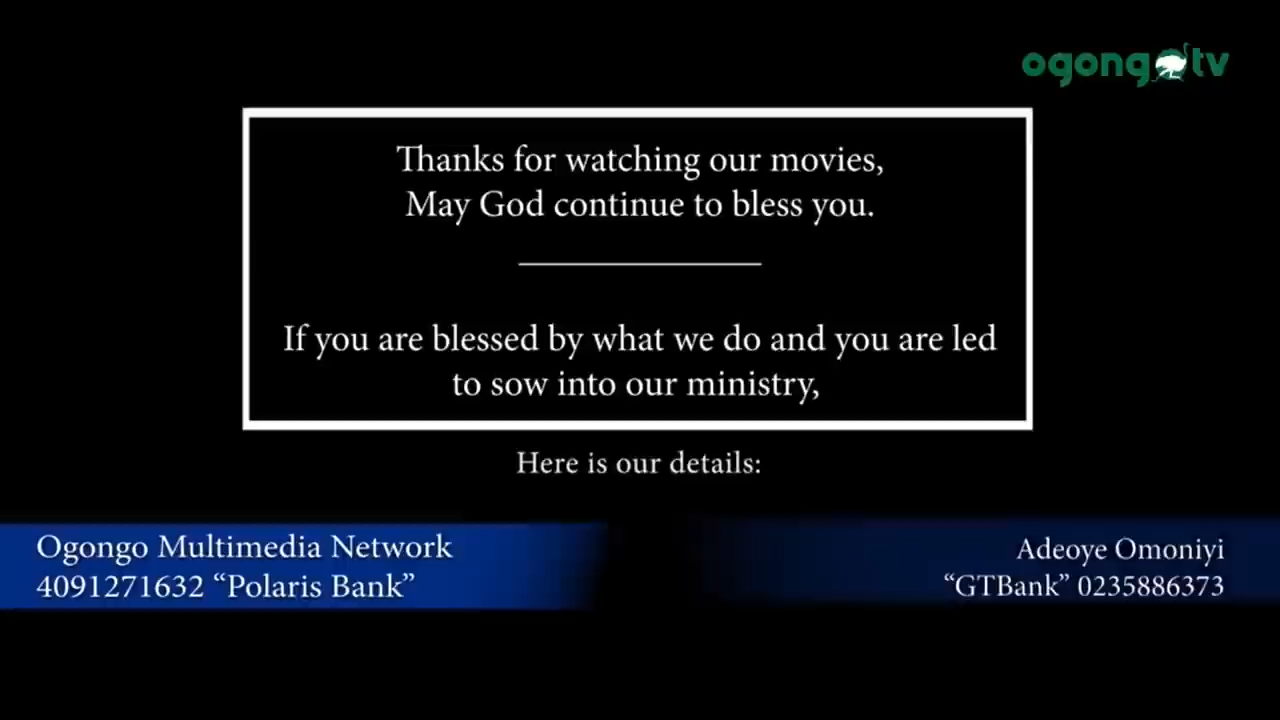 ogongotv
Thanks for watching our movies,
May God continue to bless you.
If you are blessed by what we do and you are led
to sow into our ministry,
Here is our details:
Ogongo Multimedia Network
4091271632 “Polaris Bank”
Adeoye Omoniyi
“GTBank” 0235886373